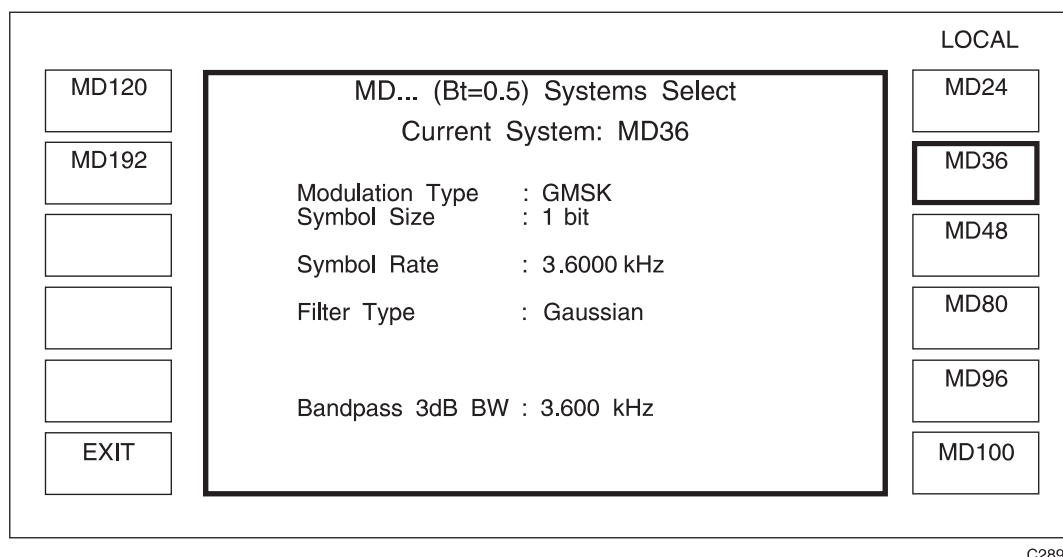 LOCAL
MD120
MD192
EXIT
MD... (Bt=0.5) Systems Select
Current System: MD36
Modulation Type : GMSK
Symbol Size : 1 bit
Symbol Rate : 3.6000 kHz
Filter Type : Gaussian
Bandpass 3dB BW : 3.600 kHz
MD24
MD36
MD48
MD80
MD96
MD100
C289